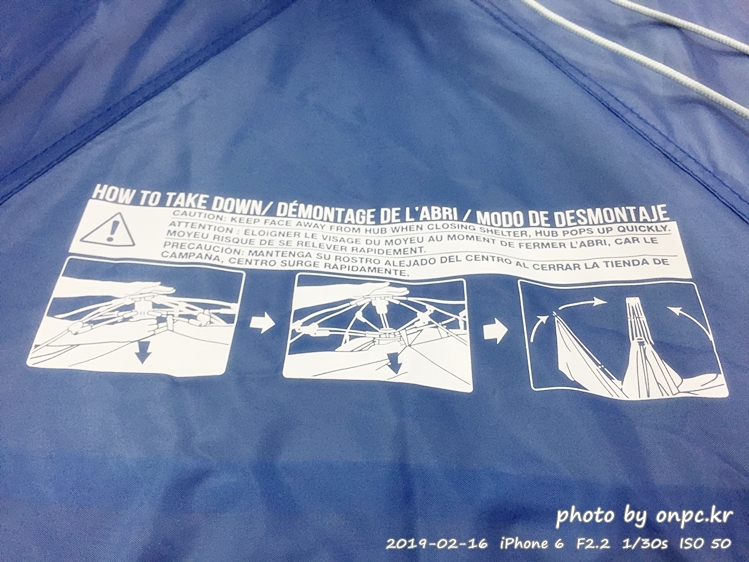 HOW TO TAKE DOWN/ DÉMONTAGE DE L'ABRI / MODO DE DESMONTAJE
CAUTION: KEEP FACE AWAY FROM HUB WHEN CLOSING SHELTER, HUB POPS UP QUICKLY.
ATTENTION : ÉLOIGNER LE VISAGE DU MOYEU AU MOMENT DE FERMER L'ABRI, CAR LE
MOYEU RISQUE DE SE RELEVER RAPIDEMENT.
PRECAUCIÓN: MANTENGA SU ROSTRO ALEJADO DEL CENTRO AL CERRAR LA TIENDA DE
CAMPANA, CENTRO SURGE RAPIDAMENTE.
photo by onpc.kr
2019-02-16 iPhone 6 F2.2 1/30s ISO 50